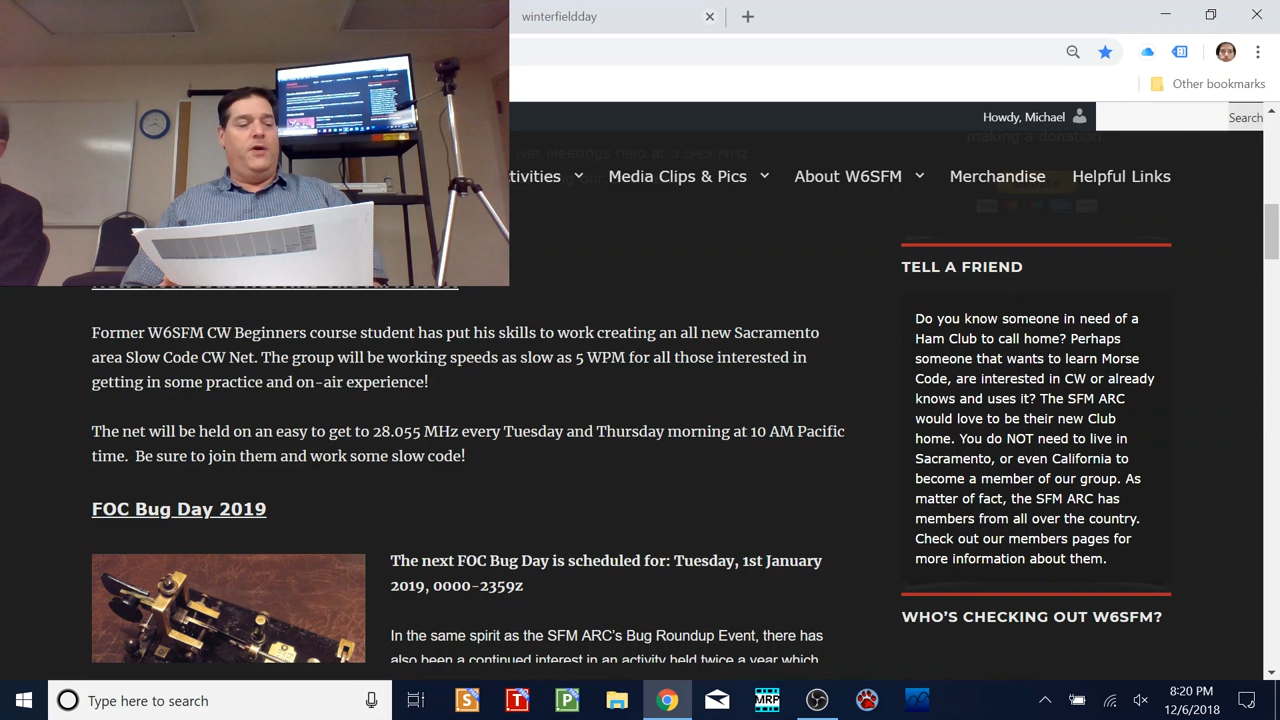 winterfieldday
Other bookmarks
Howdy, Michael
Search
making a donation
Net Meetings held at 3.545 MHz
tivities
Media Clips & Pics
About W6SFM
Merchandise
Helpful Links
TELL A FRIEND
Do you know someone in need of a
Ham Club to call home? Perhaps
someone that wants to learn Morse
Code, are interested in CW or already
knows and uses it? The SFM ARC
would love to be their new Club
home. You do NOT need to live in
Sacramento, or even California to
become a member of our group. As
matter of fact, the SFM ARC has
members from all over the country.
Check out our members pages for
more information about them.
WHO'S CHECKING OUT W6SFM?
Former W6SFM CW Beginners course student has put his skills to work creating an all new Sacramento
area Slow Code CW Net. The group will be working speeds as slow as 5 WPM for all those interested in
getting in some practice and on-air experience!
The net will be held on an easy to get to 28.055 MHz every Tuesday and Thursday morning at 10 AM Pacific
time. Be sure to join them and work some slow code!
FOC Bug Day 2019
The next FOC Bug Day is scheduled for: Tuesday, 1st January
2019, 0000-2359z
In the same spirit as the SFM ARC's Bug Roundup Event, there has
also been a continued interest in an activity held twice a year which
Type here to search
S
T
P
MRP
8:20 PM
12/6/2018